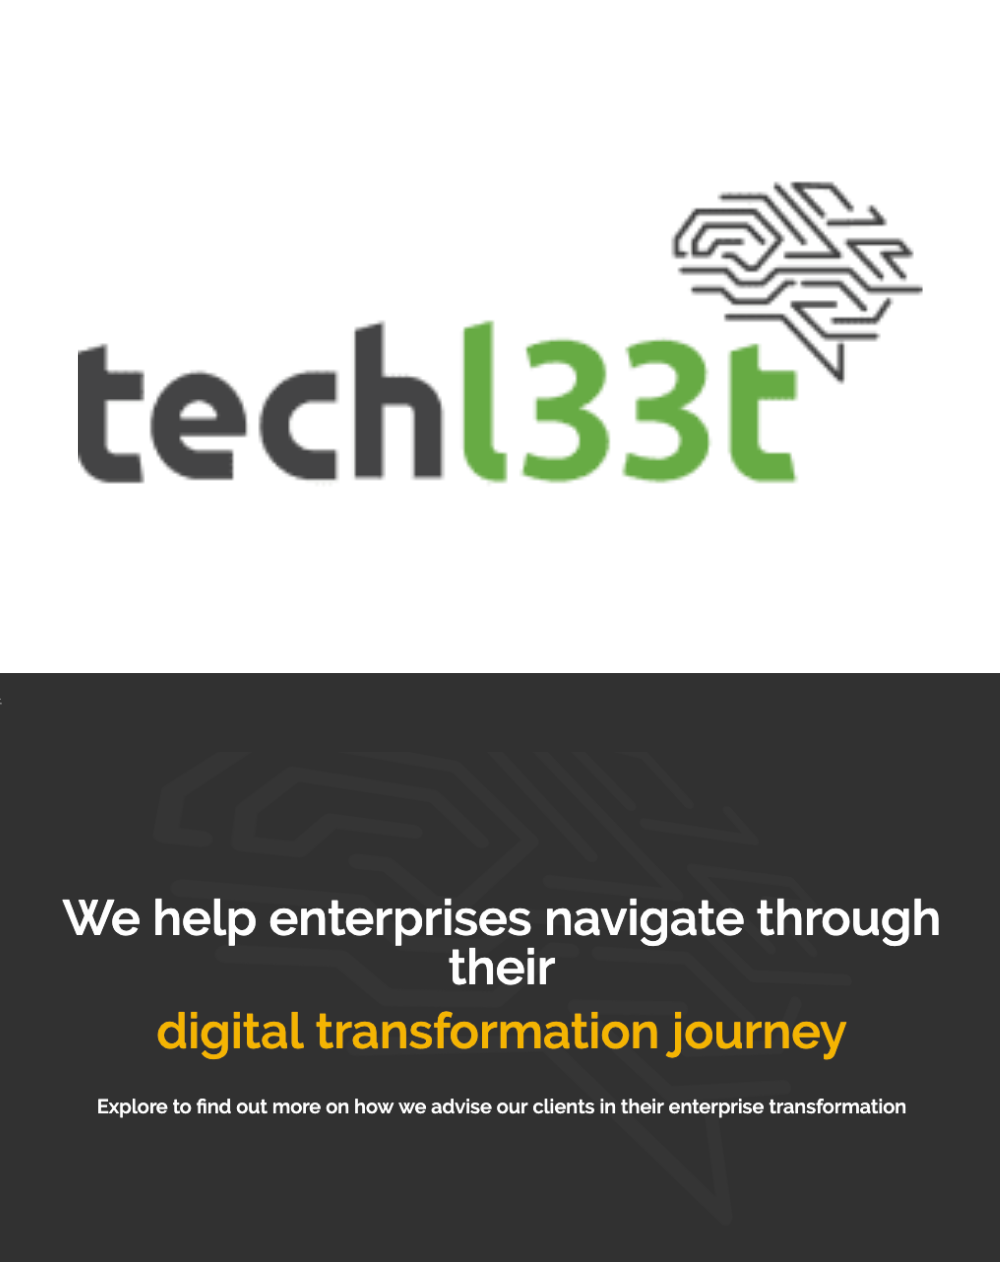 techl33t
We help enterprises navigate through
their
digital transformation journey
Explore to find out more on how we advise our clients in their enterprise transformation